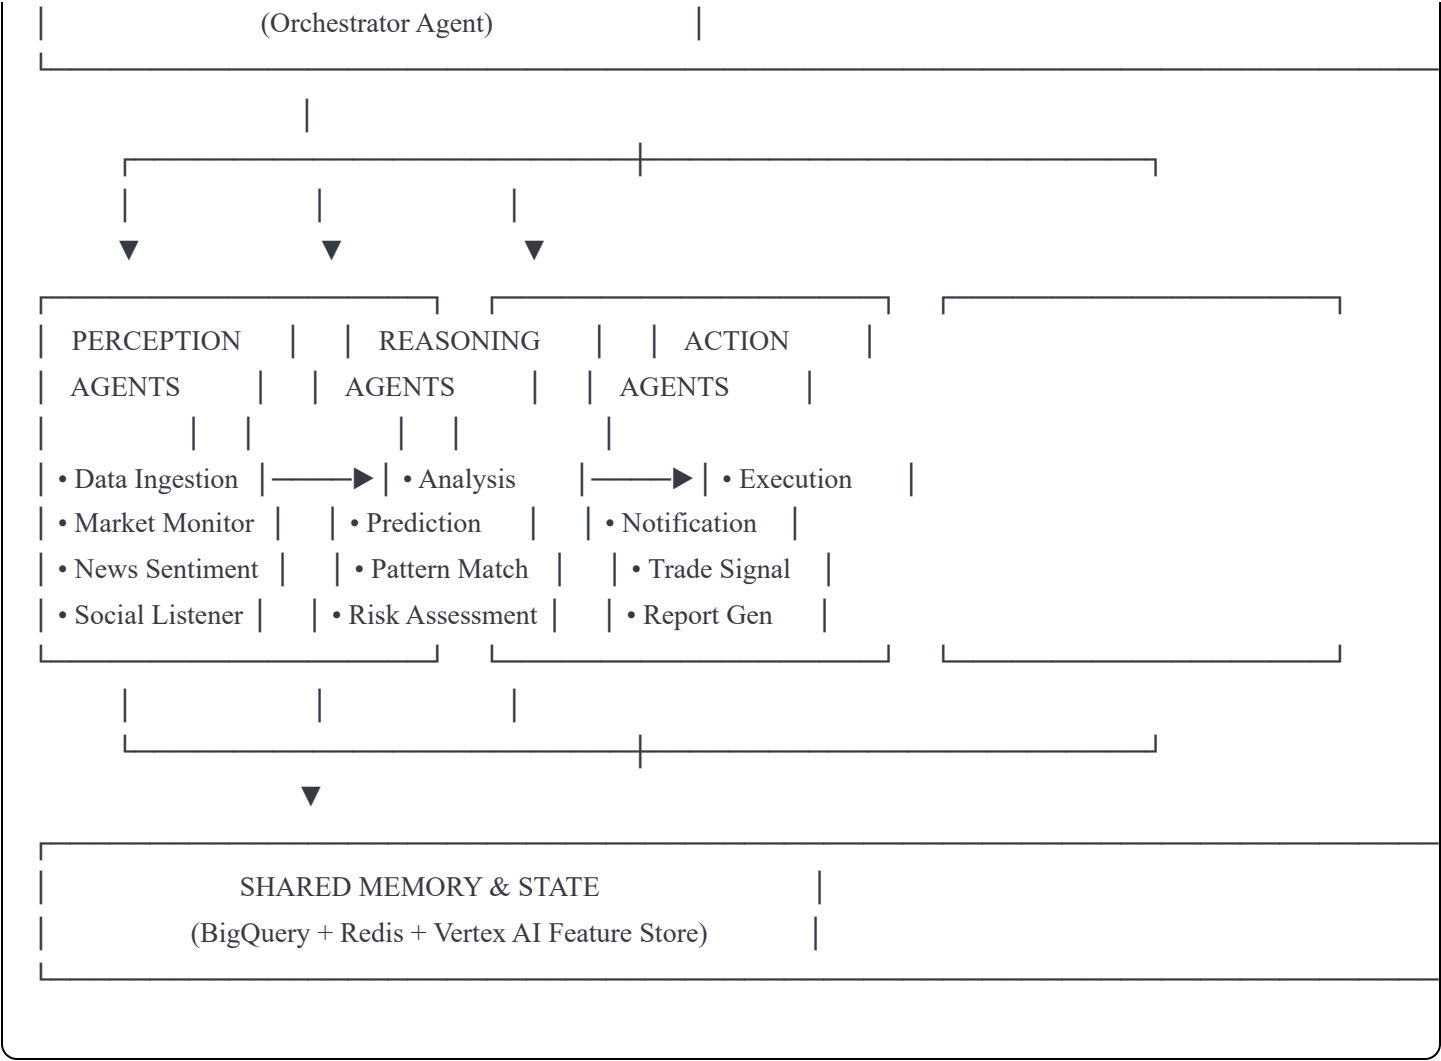 (Orchestrator Agent)
PERCEPTION REASONING ACTION
AGENTS AGENTS AGENTS
• Data Ingestion • Analysis • Execution
• Market Monitor • Prediction • Notification
• News Sentiment • Pattern Match • Trade Signal
• Social Listener • Risk Assessment • Report Gen
SHARED MEMORY & STATE
(BigQuery + Redis + Vertex AI Feature Store)